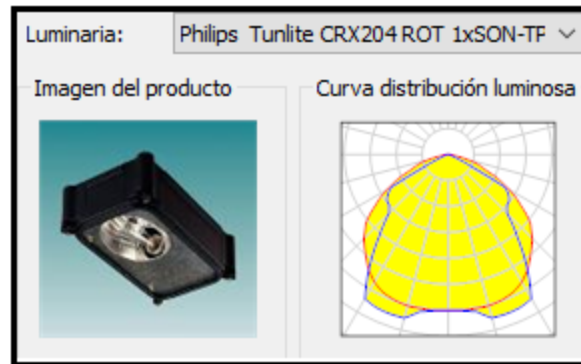 Luminaria: Philips Tunlite CRX204 ROT 1xSON-TF
Imagen del producto
Curva distribución luminosa